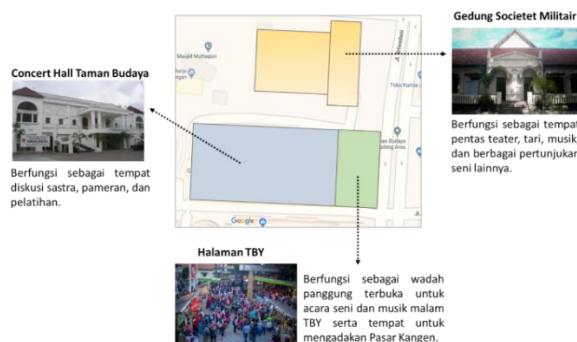 Gedung Societet Militair
Berfungsi sebagai tempat
pentas teater, tari, musik,
dan berbagai pertunjukan
seni lainnya.
Concert Hall Taman Budaya
Berfungsi sebagai tempat
diskusi sastra, pameran, dan
pelatihan.
Masjid Muttaqien
Toko Kurnia
Google
Halaman TBY
Berfungsi sebagai wadah
panggung terbuka untuk
acara seni dan musik malam
TBY serta tempat untuk
mengadakan Pasar Kangen.